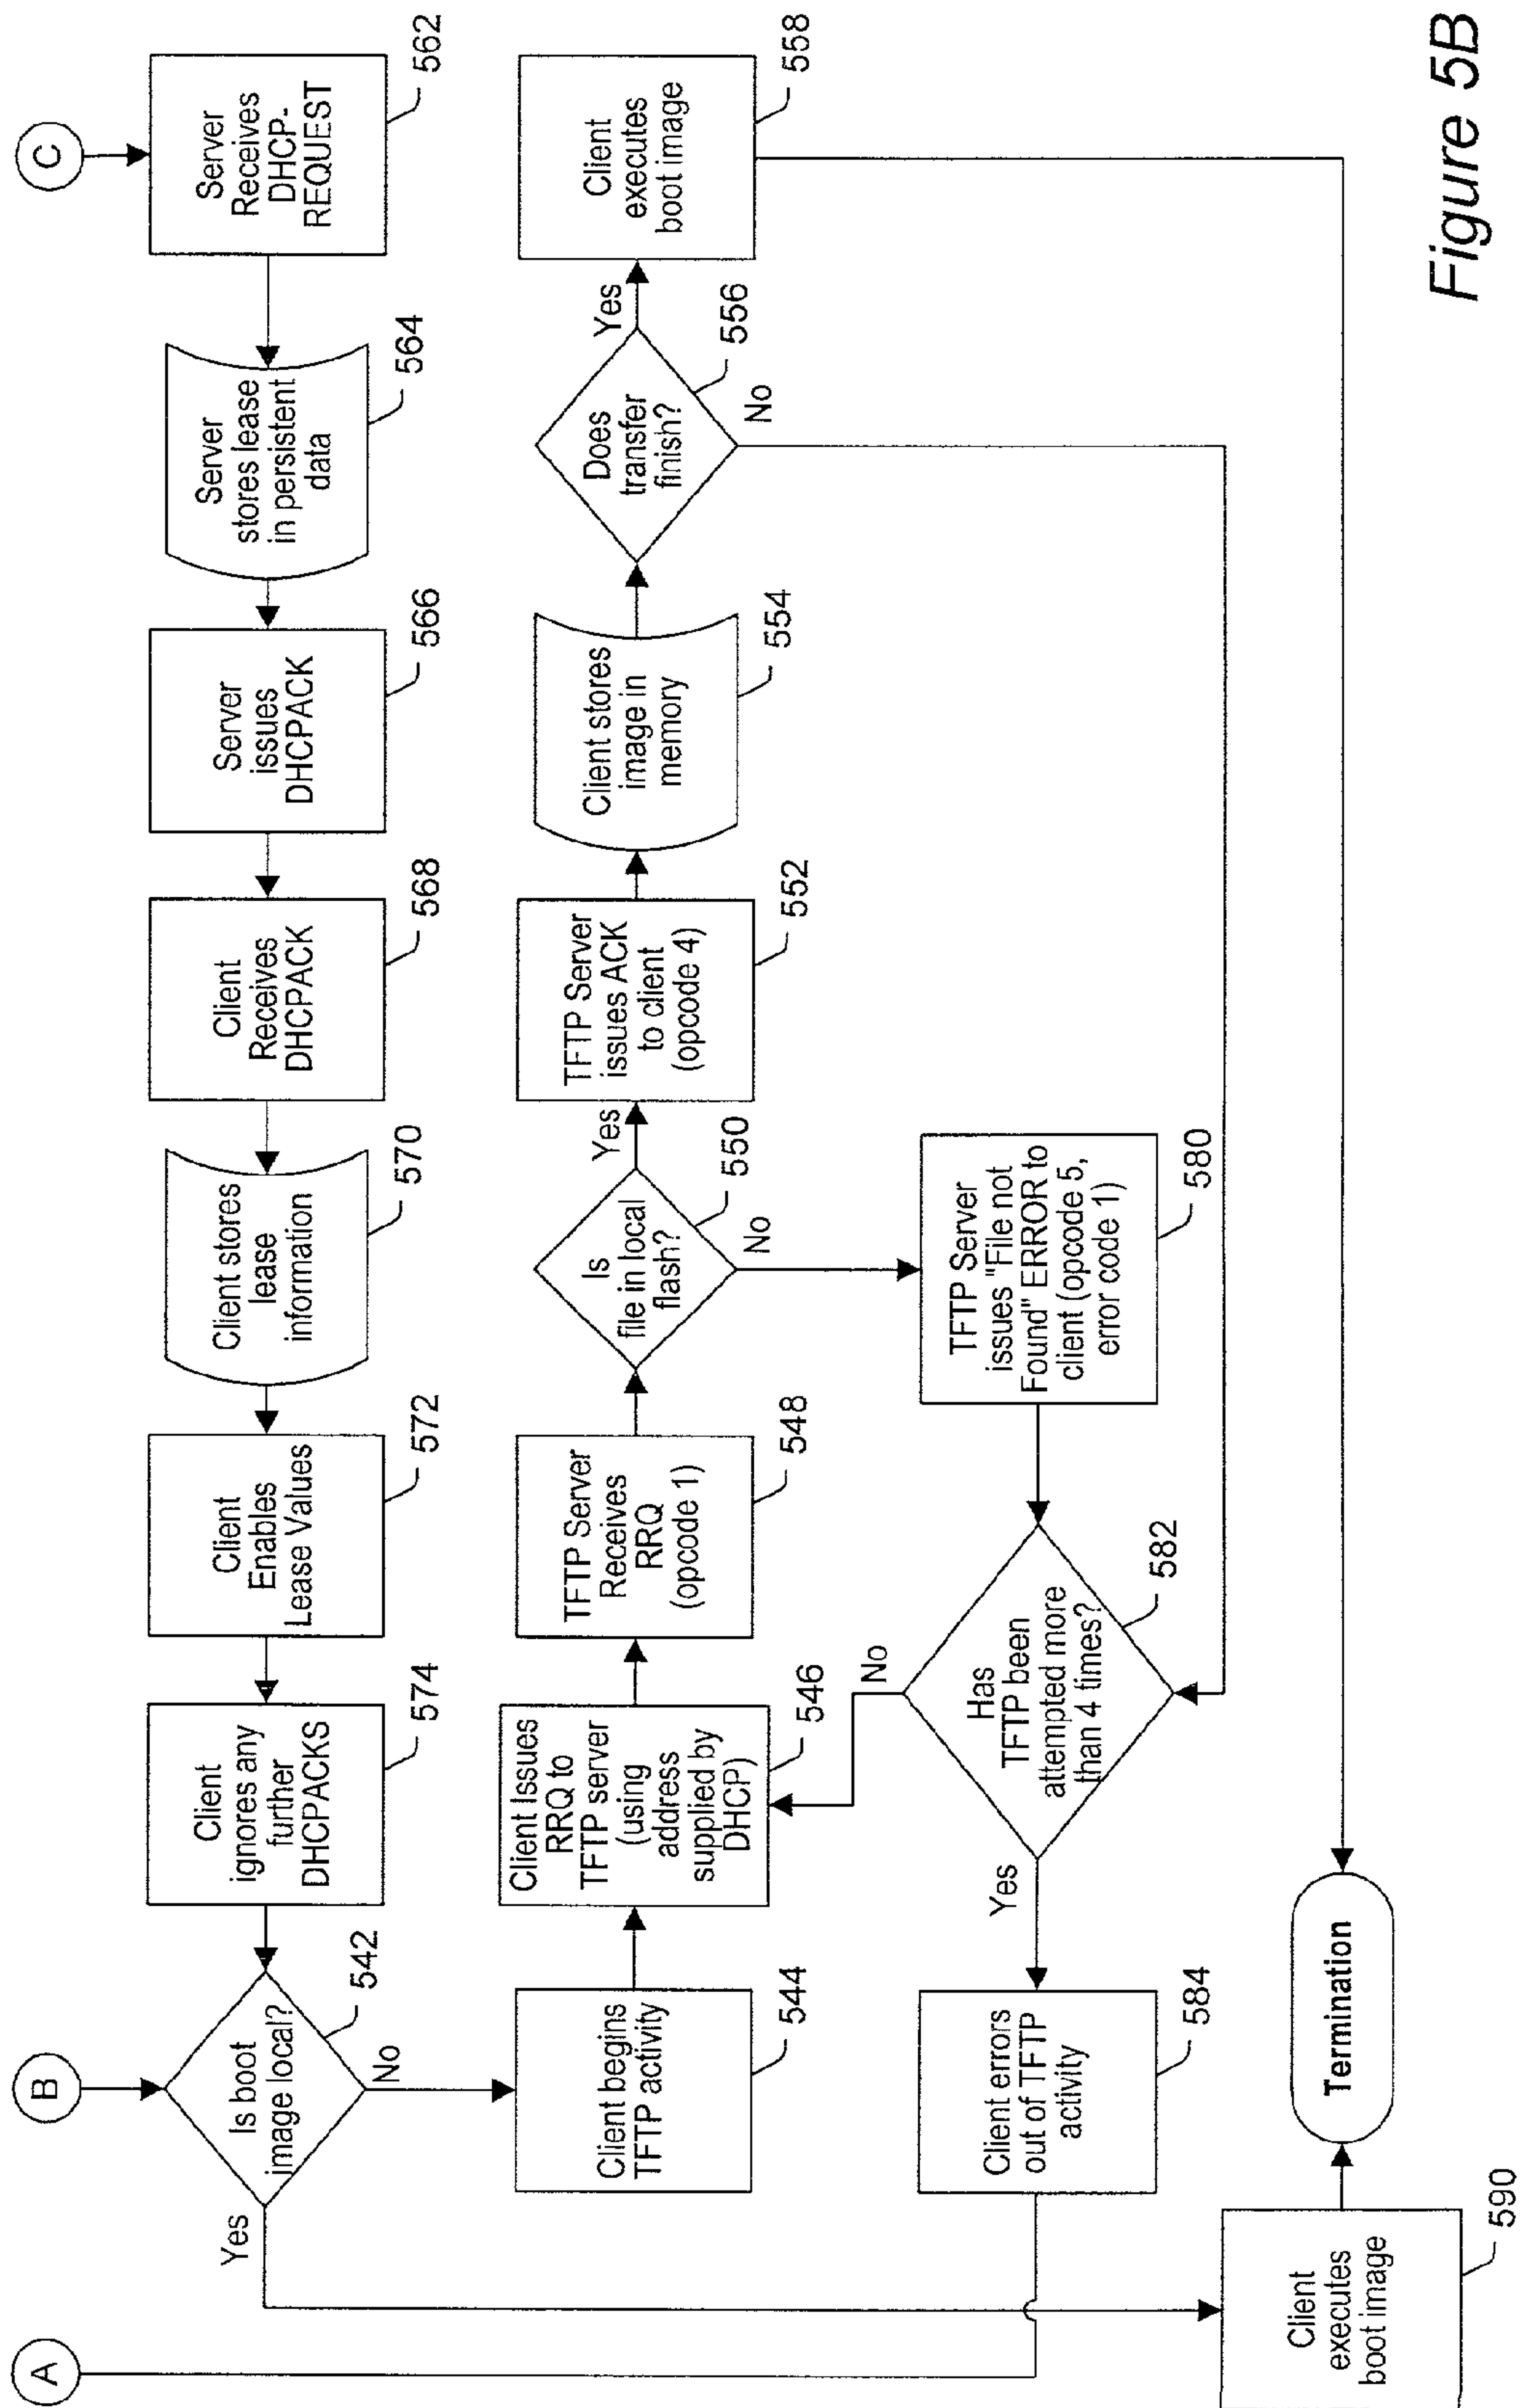 A
B
C
Server
Receives
DHCP-
REQUEST
562
Server
stores lease
in persistent
data
564
Server
issues
DHCPACK
566
Client
Receives
DHCPACK
568
Client stores
lease
information
570
Client
Enables
Lease Values
572
Client
ignores any
further
DHCPACKS
574
Is boot
image local?
542
Yes
No
Client begins
TFTP activity
544
Client Issues
RRQ to
TFTP server
(using
address
supplied by
DHCP)
546
TFTP Server
Receives
RRQ
(opcode 1)
548
Is
file in local
flash?
550
Yes
No
TFTP Server
issues ACK
to client
(opcode 4)
552
Client stores
image in
memory
554
Does
transfer
finish?
556
Yes
No
Client
executes
boot image
558
TFTP Server
issues "File not
Found" ERROR to
client (opcode 5,
error code 1)
580
Has
TFTP been
attempted more
than 4 times?
582
No
Yes
Client errors
out of TFTP
activity
584
Client
executes
boot image
590
Termination
Figure 5B